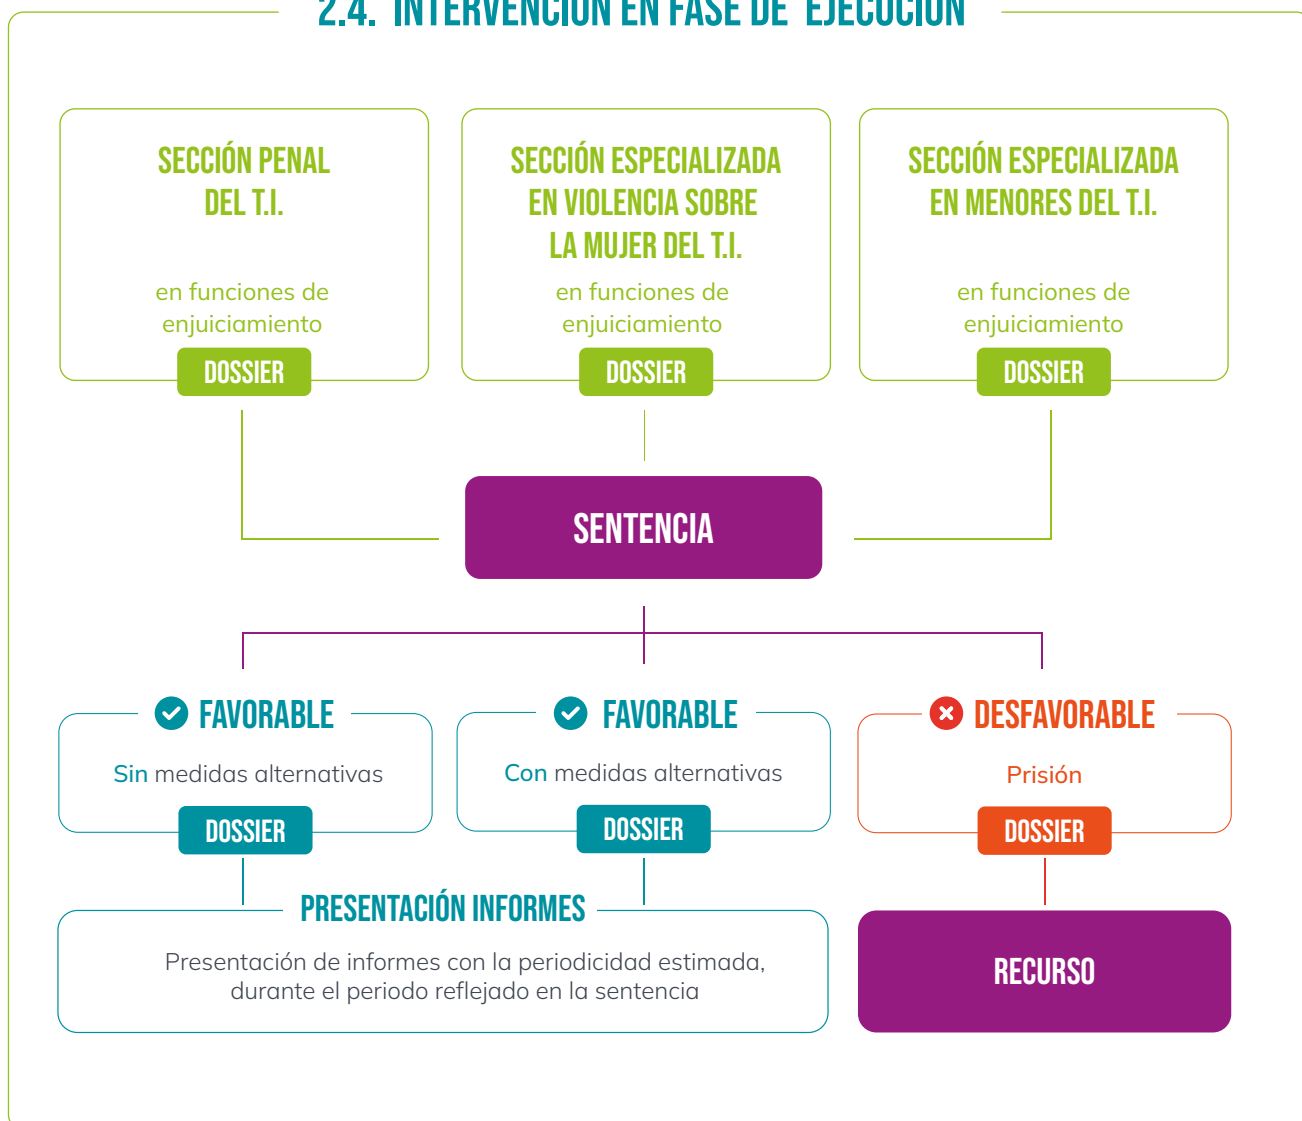 2.4. INTERVENCIÓN EN FASE DE EJECUCIÓN
SECCIÓN PENAL
DEL T.I.
en funciones de
enjuiciamiento
DOSSIER
SECCIÓN ESPECIALIZADA
EN VIOLENCIA SOBRE
LA MUJER DEL T.I.
en funciones de
enjuiciamiento
DOSSIER
SECCIÓN ESPECIALIZADA
EN MENORES DEL T.I.
en funciones de
enjuiciamiento
DOSSIER
SENTENCIA
FAVORABLE
Sin medidas alternativas
DOSSIER
FAVORABLE
Con medidas alternativas
DOSSIER
DESFAVORABLE
Prisión
DOSSIER
PRESENTACIÓN INFORMES
Presentación de informes con la periodicidad estimada,
durante el periodo reflejado en la sentencia
RECURSO